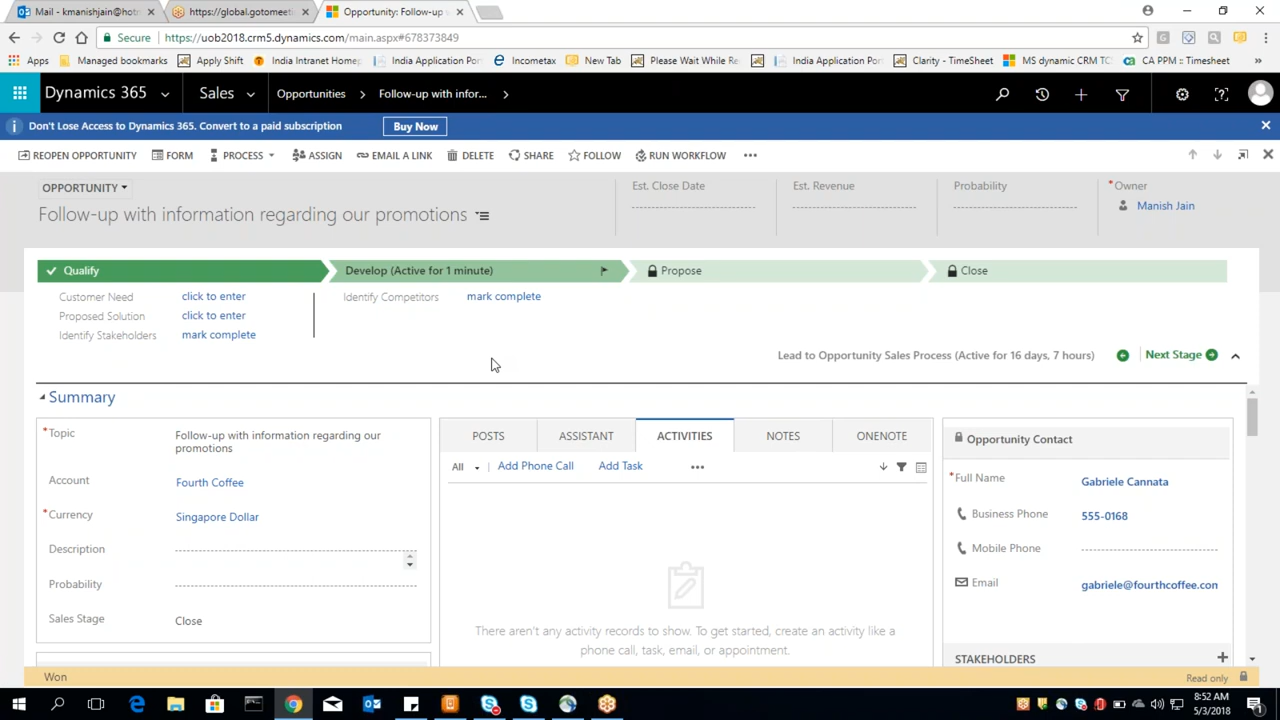 Mail - kmanishjain@hotm
https://global.gotomeeti
Opportunity: Follow-up w
Secure
https://uob2018.crm5.dynamics.com/main.aspx#678373849
Apps
Managed bookmarks
Apply Shift
India Intranet Home
India Application Por
Incometax
New Tab
Please Wait While Re
India Application Por
Clarity - TimeSheet
MS dynamic CRM TC
CA PPM :: Timesheet
»
Dynamics 365
Sales
Opportunities
Follow-up with infor...
Don't Lose Access to Dynamics 365. Convert to a paid subscription
Buy Now
REOPEN OPPORTUNITY
FORM
PROCESS
ASSIGN
EMAIL A LINK
DELETE
SHARE
FOLLOW
RUN WORKFLOW
OPPORTUNITY
Follow-up with information regarding our promotions
Est. Close Date
Est. Revenue
Probability
*Owner
Manish Jain
Qualify
Develop (Active for 1 minute)
Propose
Close
Customer Need click to enter
Proposed Solution click to enter
Identify Stakeholders mark complete
Identify Competitors mark complete
Lead to Opportunity Sales Process (Active for 16 days, 7 hours)
Next Stage
Summary
*Topic
Follow-up with information regarding our
promotions
Account
Fourth Coffee
*Currency
Singapore Dollar
Description
Probability
Sales Stage
Close
POSTS
ASSISTANT
ACTIVITIES
NOTES
ONENOTE
All
Add Phone Call
Add Task
There aren't any activity records to show. To get started, create an activity like a
phone call, task, email, or appointment.
Opportunity Contact
*Full Name
Gabriele Cannata
Business Phone
555-0168
Mobile Phone
Email
gabriele@fourthcoffee.con
STAKEHOLDERS
Won
Read only
8:52 AM
5/3/2018